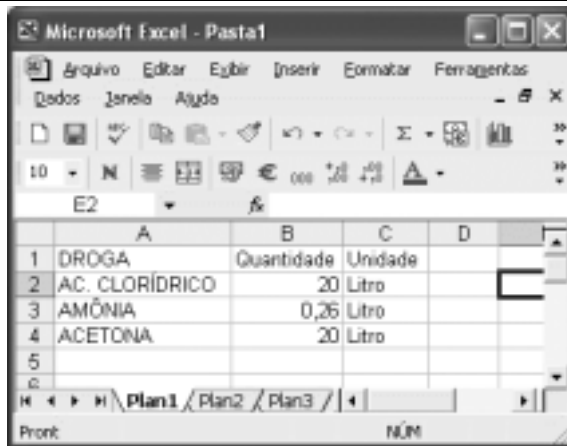 Microsoft Excel - Pasta1
Arquivo Editar Exibir Inserir Formatar Ferramentas
Dados Janela Ajuda
10 N € 000
E2 fx
A B C D
1 DROGA Quantidade Unidade
2 AC. CLORÍDRICO 20 Litro
3 AMÔNIA 0,26 Litro
4 ACETONA 20 Litro
5
6
Plan1 Plan2 Plan3
Pront NÚM